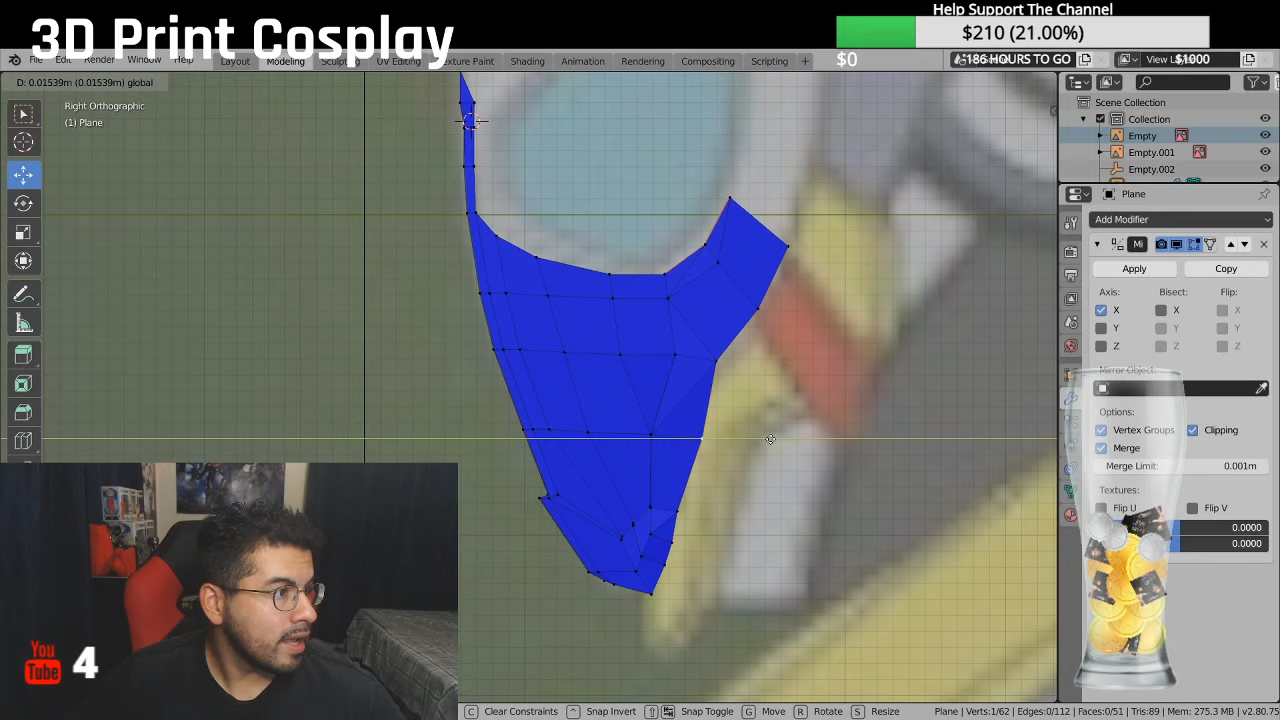 3D Print Cosplay
Help Support The Channel
$210 (21.00%)
$0
-186 HOURS TO GO
$1000
File Edit Render Window Help
Layout Modeling UV Editing Texture Paint Shading Animation Rendering Compositing Scripting +
View
D: 0.01539m (0.01539m) global
Right Orthographic
(1) Plane
Scene Collection
Collection
Empty
Empty.001
Empty.002
Plane
Add Modifier
Mi
Apply Copy
Axis: Bisect: Flip:
X X X
Y Y Y
Z Z Z
Mirror Object:
Options:
Vertex Groups Clipping
Merge
Merge Limit: 0.001m
Textures:
Flip U Flip V
0.0000
0.0000
You
Tube
4
C Clear Constraints ^ Snap Invert Snap Toggle G Move R Rotate S Resize
Plane | Verts:1/62 | Edges:0/112 | Faces:0/51 | Tris:89 | Mem: 275.3 MB | v2.80.75